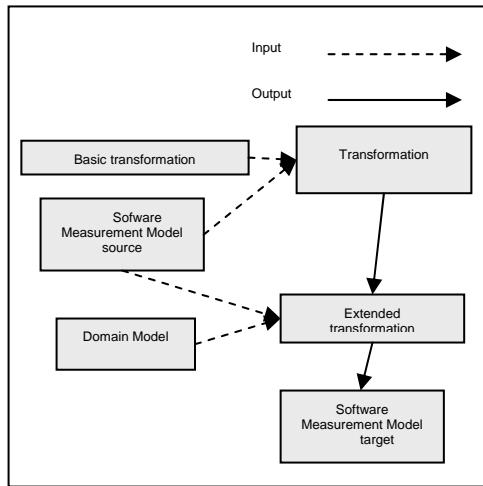 Input
Output
Basic transformation
Transformation
Sofware
Measurement Model
source
Extended
transformation
Domain Model
Software
Measurement Model
target